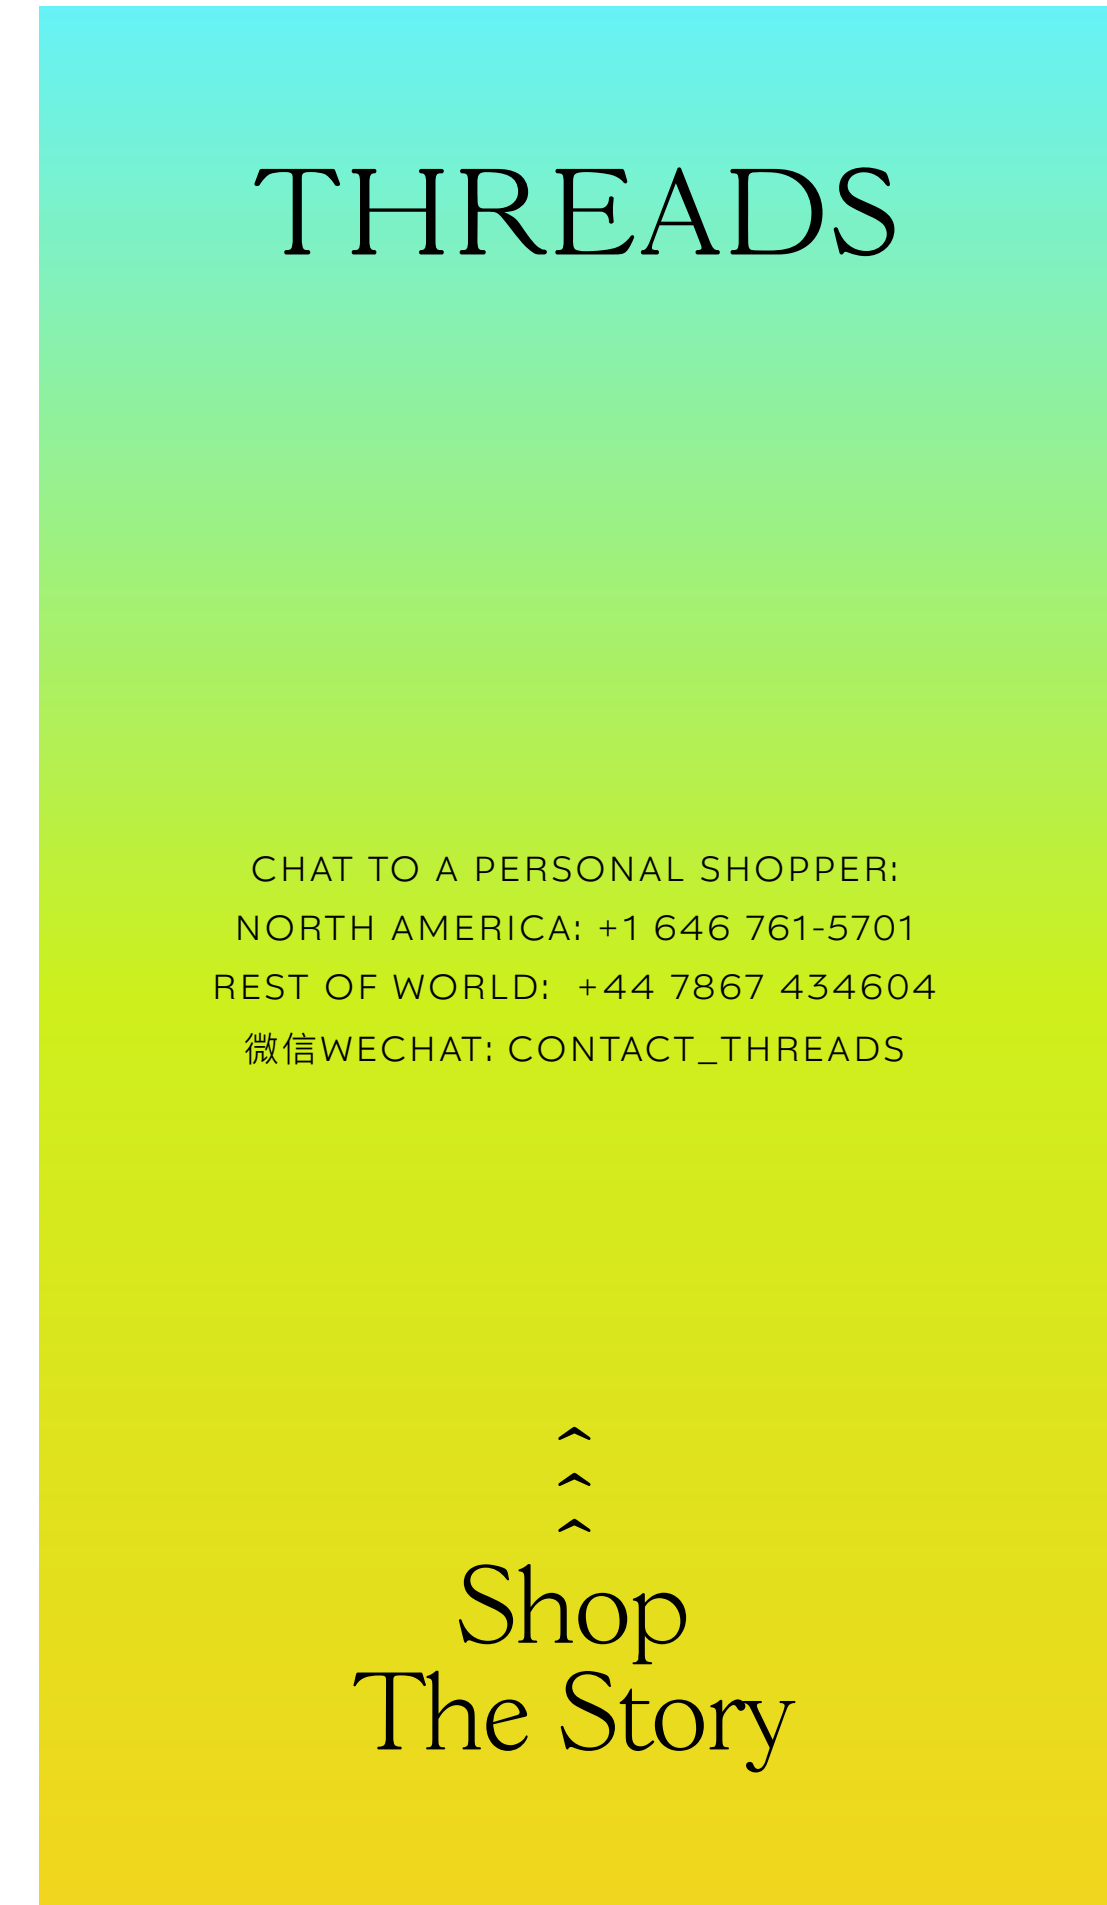 THREADS
CHAT TO A PERSONAL SHOPPER:
NORTH AMERICA: +1 646 761-5701
REST OF WORLD: +44 7867 434604
微信WECHAT: CONTACT_THREADS
Shop
The Story